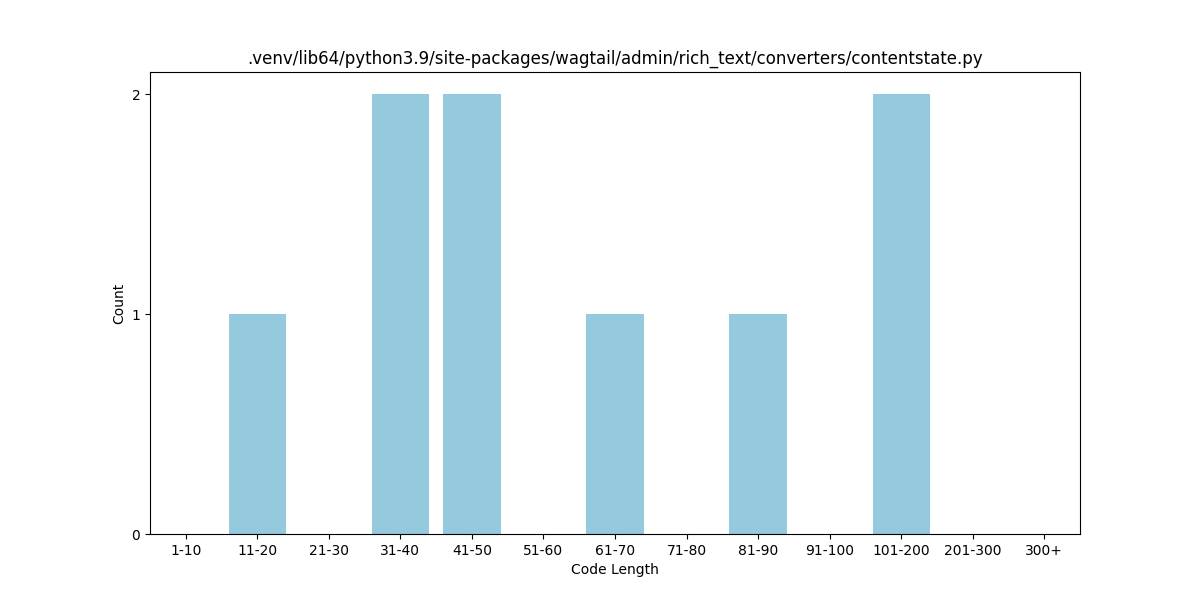 .venv/lib64/python3.9/site-packages/wagtail/admin/rich_text/converters/contentstate.py
2
1
0
Count
1-10 11-20 21-30 31-40 41-50 51-60 61-70 71-80 81-90 91-100 101-200 201-300 300+
Code Length